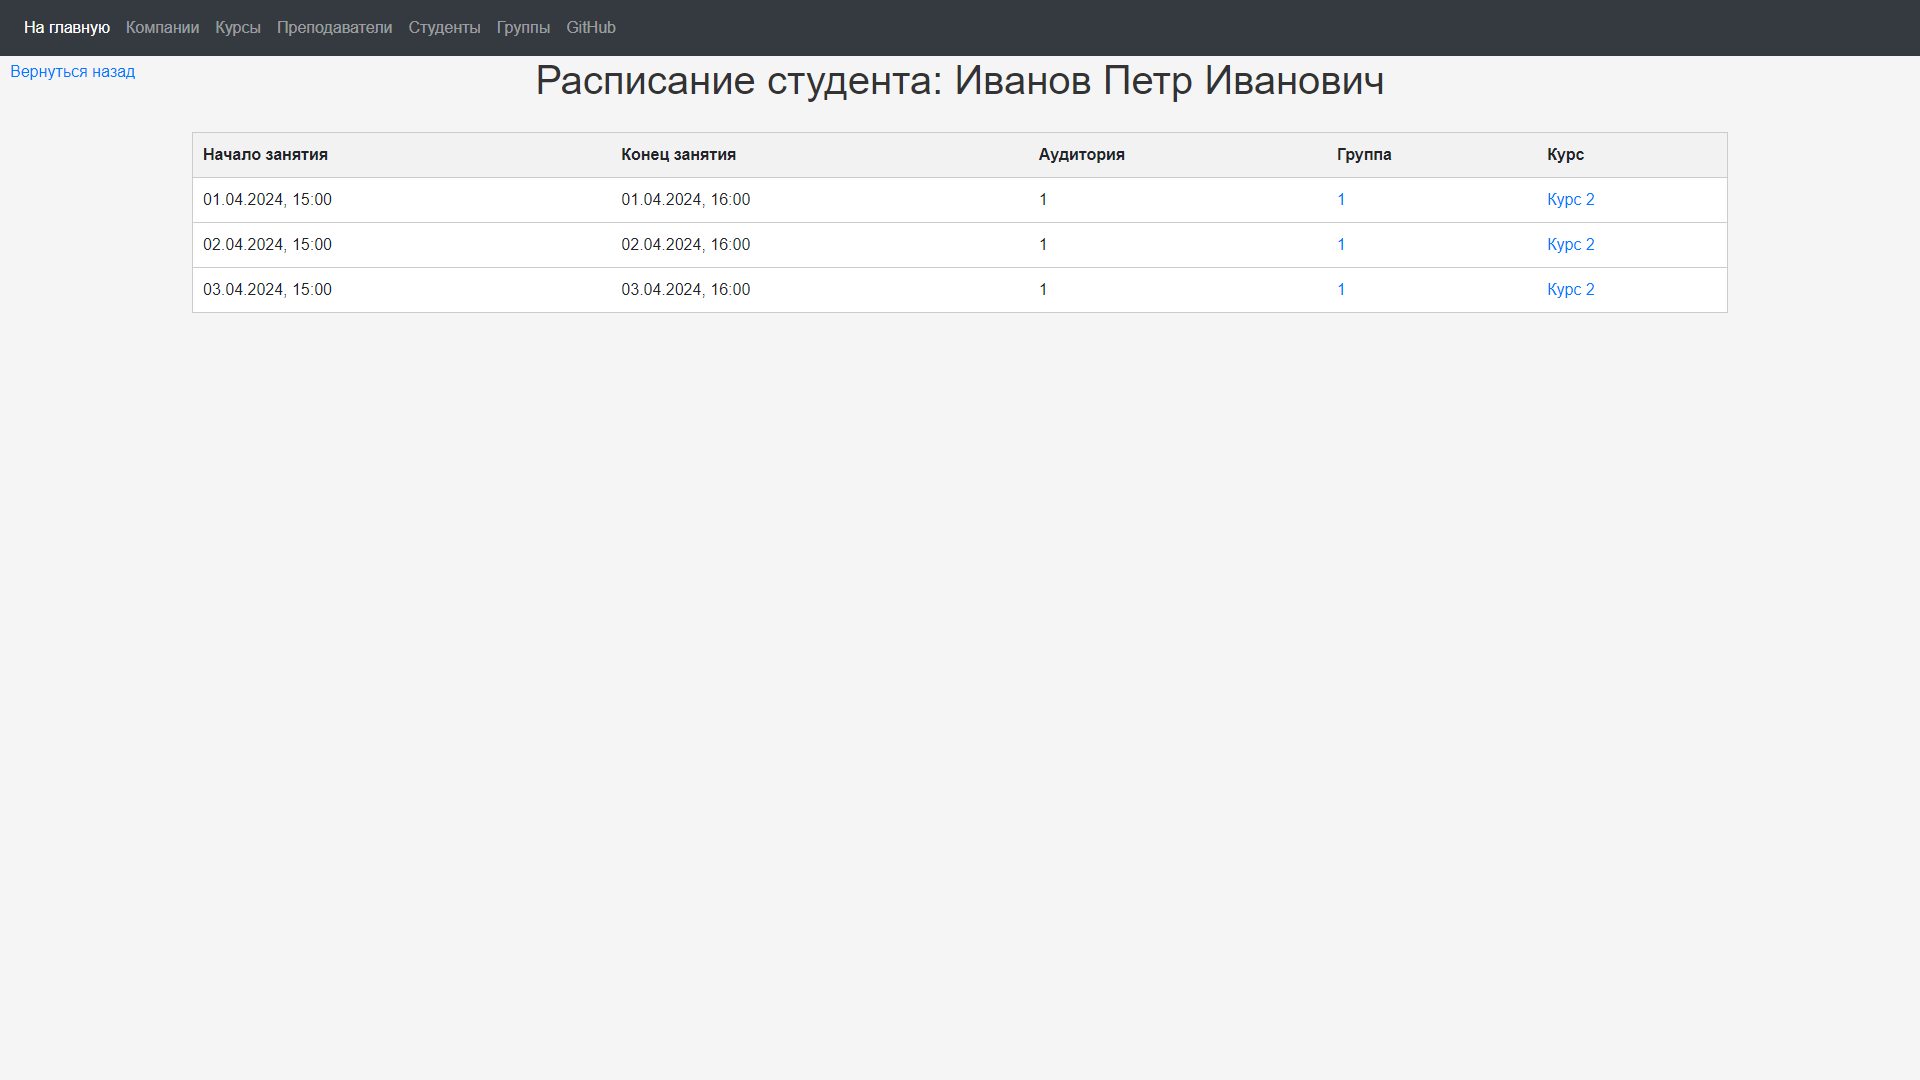 На главную Компании Курсы Преподаватели Студенты Группы GitHub
Вернуться назад
Расписание студента: Иванов Петр Иванович
Начало занятия Конец занятия Аудитория Группа Курс
01.04.2024, 15:00 01.04.2024, 16:00 1 1 Курс 2
02.04.2024, 15:00 02.04.2024, 16:00 1 1 Курс 2
03.04.2024, 15:00 03.04.2024, 16:00 1 1 Курс 2